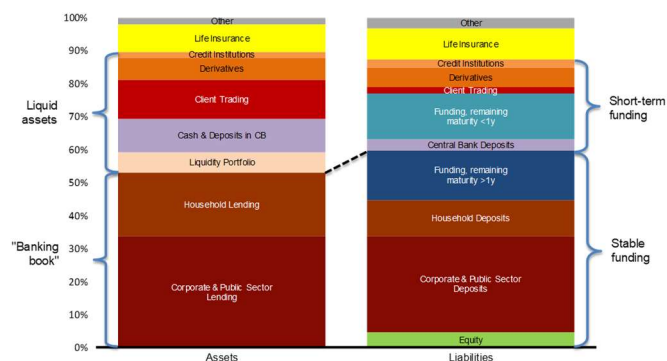 100%
90%
80%
70%
60%
50%
40%
30%
20%
10%
0%
Liquid
assets
"Banking
book"
Other
Life Insurance
Credit Institutions
Derivatives
Client Trading
Cash & Deposits in CB
Liquidity Portfolio
Household Lending
Corporate & Public Sector
Lending
Assets
Other
Life Insurance
Credit Institutions
Derivatives
Client Trading
Funding, remaining
maturity <1y
Central Bank Deposits
Funding, remaining
maturity >1y
Household Deposits
Corporate & Public Sector
Deposits
Equity
Liabilities
Short-term
funding
Stable
funding